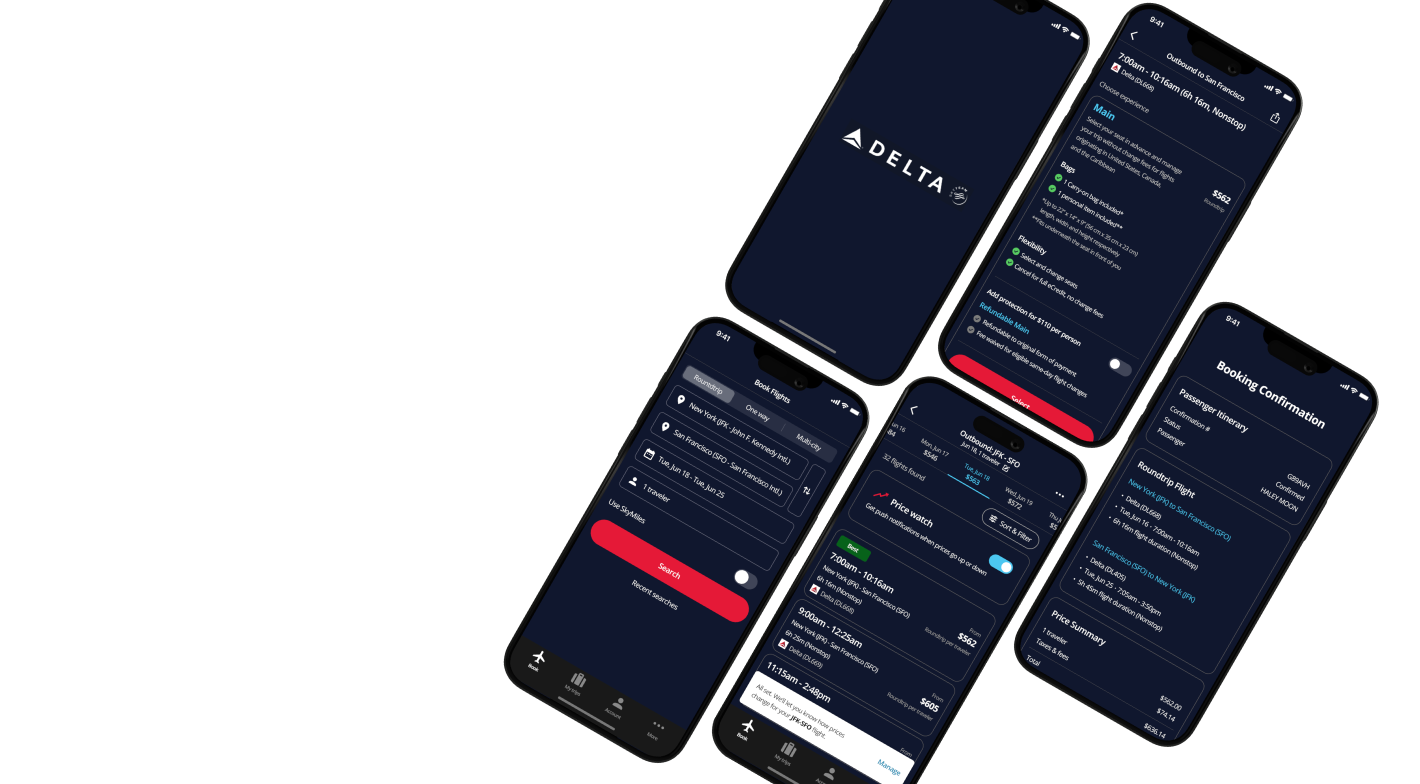 DELTA
9:41
Outbound to San Francisco
7:00am - 10:16am (6h 16m, Nonstop)
Delta (DL668)
Choose experience
Main
Select your seat in advance and manage
your trip without change fees for flights
originating in United States, Canada,
and the Caribbean
$562
Roundtrip
Bags
1 Carry-on bag included*
1 personal item included**
*Up to 22" x 14" x 9" (56 cm x 35 cm x 23 cm)
length, width and height respectively
**Fits underneath the seat in front of you
Flexibility
Select and change seats
Cancel for full eCredit, no change fees
Add protection for $110 per person
Refundable Main
Refundable to original form of payment
Fee waived for eligible same-day flight changes
Select
9:41
Book Flights
Roundtrip
One way
Multi-city
New York (JFK - John F. Kennedy Intl.)
San Francisco (SFO - San Francisco Intl.)
Tue, Jun 18 - Tue, Jun 25
1 traveler
Use SkyMiles
Search
Recent searches
Book
My trips
Account
More
Outbound: JFK - SFO
Jun 18, 1 traveler
un 16
84
Mon, Jun 17
$546
Tue, Jun 18
$563
Wed, Jun 19
$572
Thu, J
$5
32 flights found
Sort & Filter
Price watch
Get push notifications when prices go up or down
Best
7:00am - 10:16am
New York (JFK) - San Francisco (SFO)
6h 16m (Nonstop)
Delta (DL668)
From
$562
Roundtrip per traveler
9:00am - 12:25am
New York (JFK) - San Francisco (SFO)
6h 25m (Nonstop)
Delta (DL669)
From
$605
Roundtrip per traveler
11:15am - 2:48pm
From
All set. We'll let you know how prices
change for your JFK-SFO flight.
Manage
Book
My trips
Accou
9:41
Booking Confirmation
Passenger Itinerary
Confirmation #
G89AVH
Status
Confirmed
Passenger
HALEY MOON
Roundtrip Flight
New York (JFK) to San Francisco (SFO)
• Delta (DL668)
• Tue, Jun 16 • 7:00am - 10:16am
• 6h 16m flight duration (Nonstop)
San Francisco (SFO) to New York (JFK)
• Delta (DL405)
• Tue, Jun 25 • 7:05am - 3:50pm
• 5h 45m flight duration (Nonstop)
Price Summary
1 traveler
$562.00
Taxes & fees
$74.14
Total
$636.14